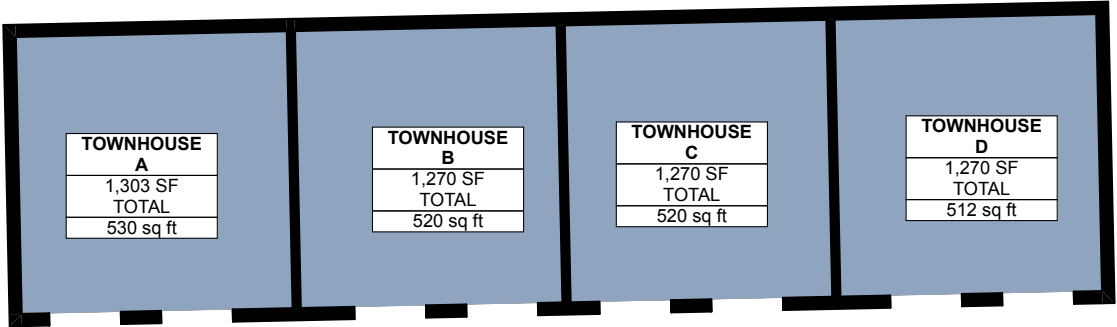 TOWNHOUSE
A
1,303 SF
TOTAL
530 sq ft
TOWNHOUSE
B
1,270 SF
TOTAL
520 sq ft
TOWNHOUSE
C
1,270 SF
TOTAL
520 sq ft
TOWNHOUSE
D
1,270 SF
TOTAL
512 sq ft